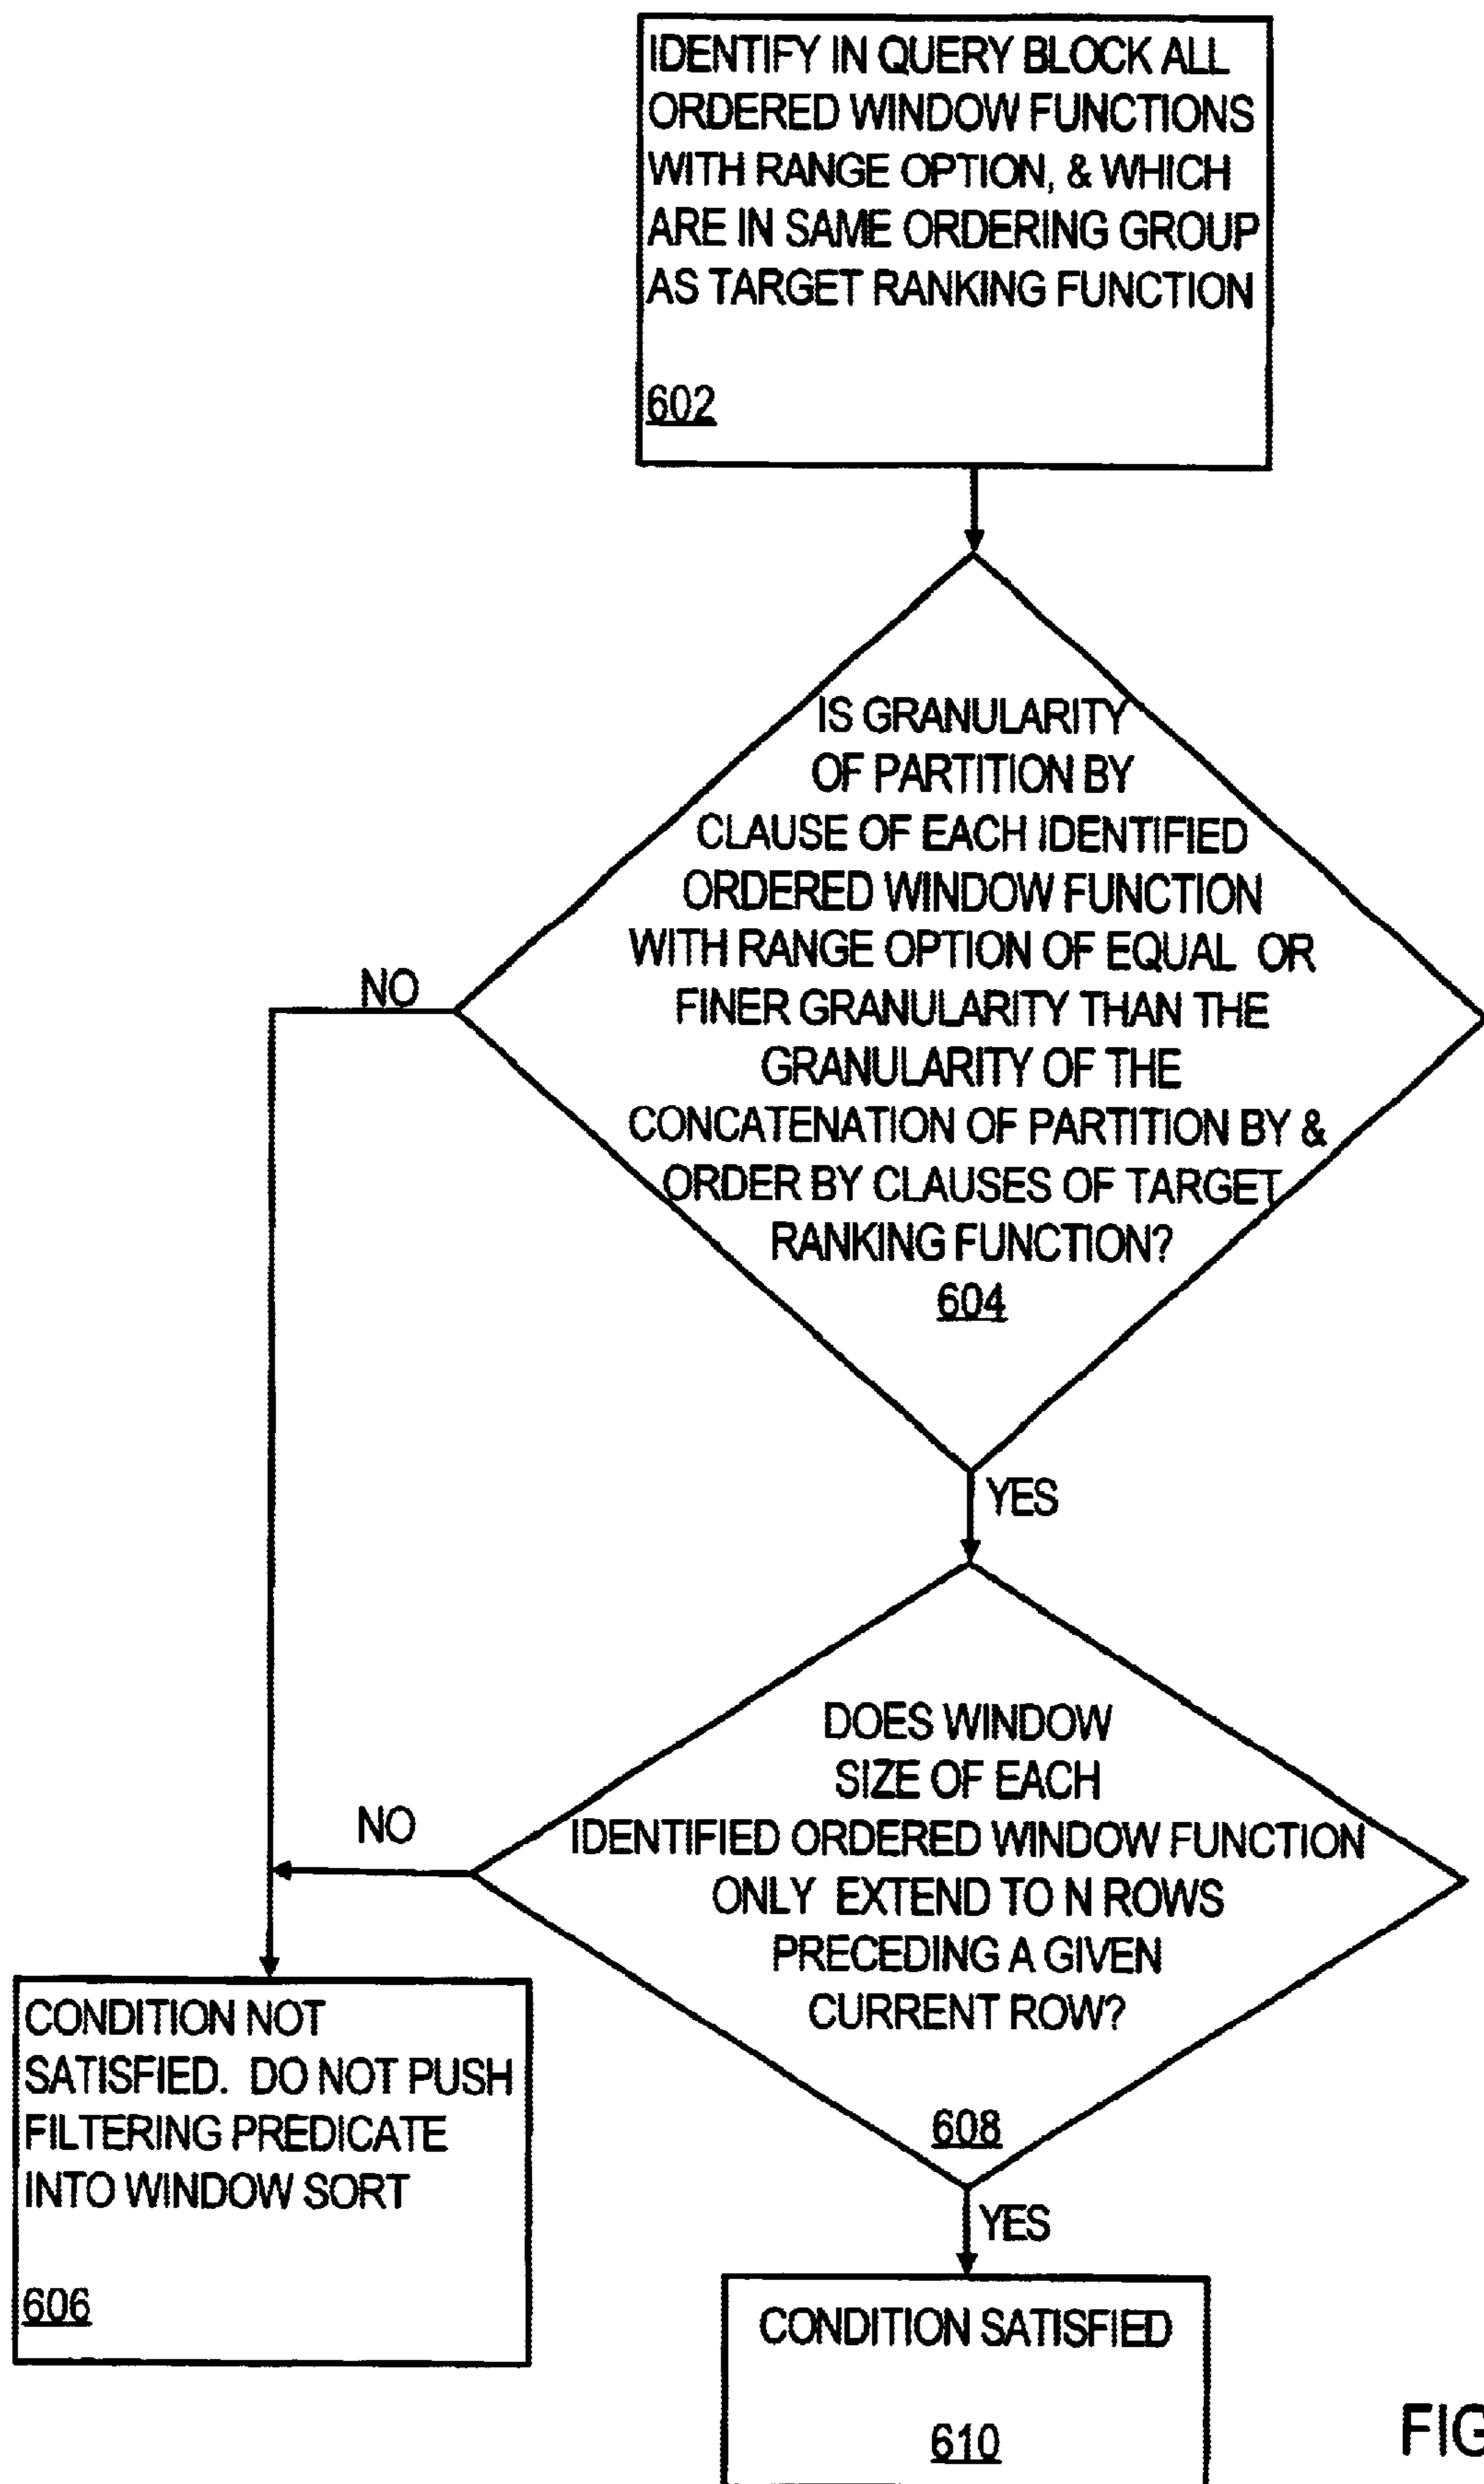 IDENTIFY IN QUERY BLOCK ALL
ORDERED WINDOW FUNCTIONS
WITH RANGE OPTION, & WHICH
ARE IN SAME ORDERING GROUP
AS TARGET RANKING FUNCTION
602
IS GRANULARITY
OF PARTITION BY
CLAUSE OF EACH IDENTIFIED
ORDERED WINDOW FUNCTION
WITH RANGE OPTION OF EQUAL OR
FINER GRANULARITY THAN THE
GRANULARITY OF THE
CONCATENATION OF PARTITION BY &
ORDER BY CLAUSES OF TARGET
RANKING FUNCTION?
604
NO
YES
DOES WINDOW
SIZE OF EACH
IDENTIFIED ORDERED WINDOW FUNCTION
ONLY EXTEND TO N ROWS
PRECEDING A GIVEN
CURRENT ROW?
608
NO
YES
CONDITION NOT
SATISFIED. DO NOT PUSH
FILTERING PREDICATE
INTO WINDOW SORT
606
CONDITION SATISFIED
610
FIG